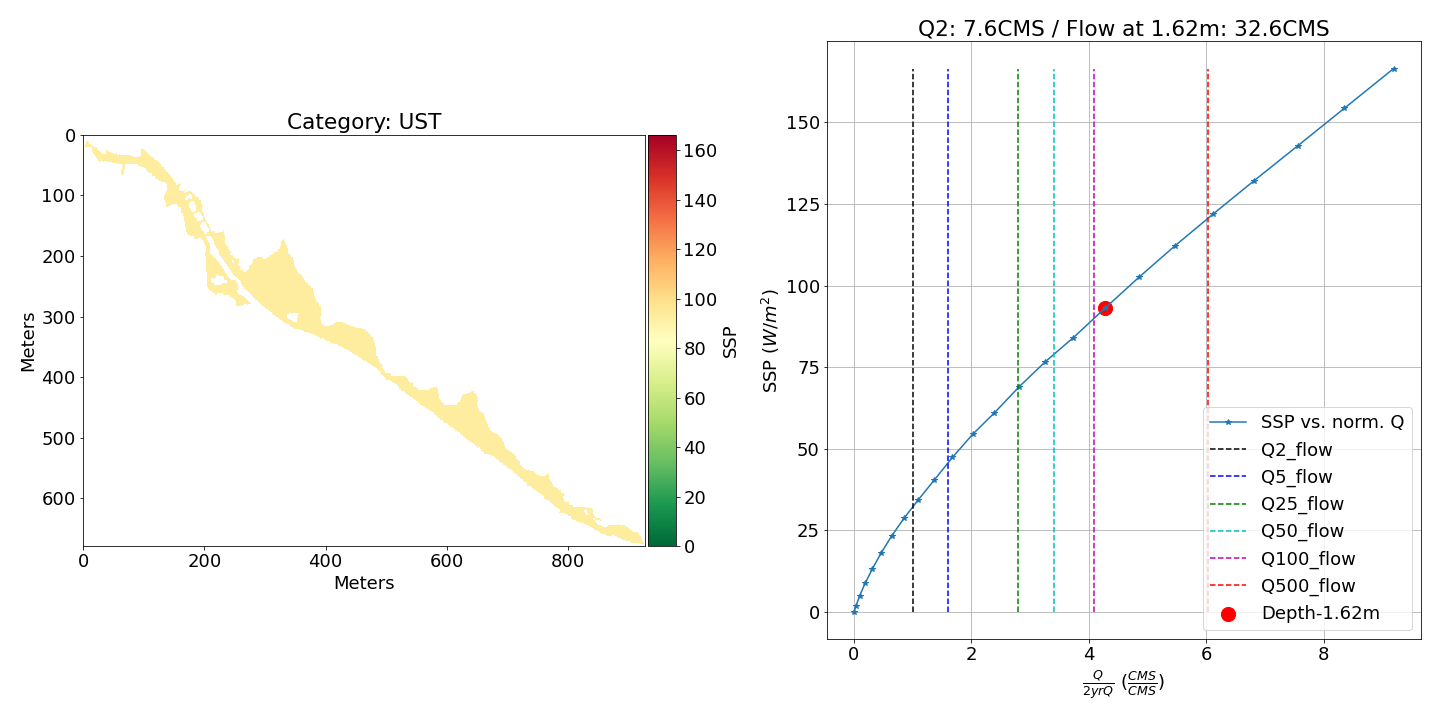 Category: UST
0
100
200
300
400
500
600
Meters
0
200
400
600
800
Meters
160
140
120
100
80
60
40
20
0
SSP
Q2: 7.6CMS / Flow at 1.62m: 32.6CMS
150
125
100
75
50
25
0
SSP (W/m²)
0
2
4
6
8
Q/2yrQ (CMS/CMS)
SSP vs. norm. Q
Q2_flow
Q5_flow
Q25_flow
Q50_flow
Q100_flow
Q500_flow
Depth-1.62m